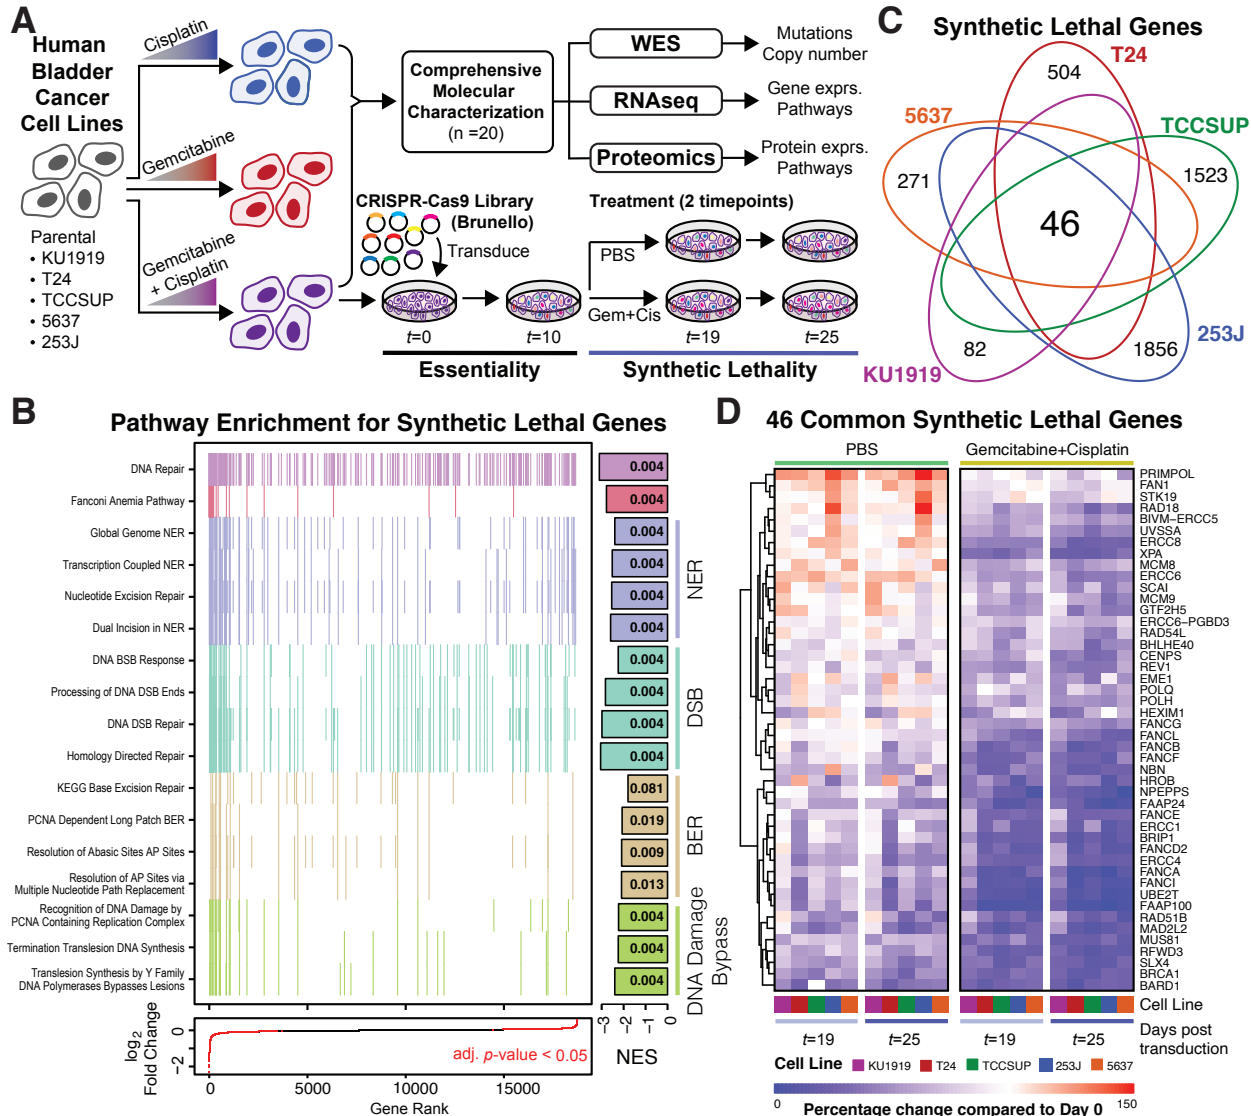 A
Human
Bladder
Cancer
Cell Lines
Parental
• KU1919
• T24
• TCCSUP
• 5637
• 253J
Cisplatin
Gemcitabine
Gemcitabine
+ Cisplatin
Comprehensive
Molecular
Characterization
(n =20)
WES
RNAseq
Proteomics
Mutations
Copy number
Gene exprs.
Pathways
Protein exprs.
Pathways
CRISPR-Cas9 Library
(Brunello)
Transduce
Treatment (2 timepoints)
PBS
Gem+Cis
t=0
t=10
t=19
t=25
Essentiality
Synthetic Lethality
C
Synthetic Lethal Genes
T24
5637
TCCSUP
253J
KU1919
504
271
1523
46
82
1856
B
Pathway Enrichment for Synthetic Lethal Genes
DNA Repair
0.004
Fanconi Anemia Pathway
0.004
Global Genome NER
0.004
Transcription Coupled NER
0.004
Nucleotide Excision Repair
0.004
Dual Incision in NER
0.004
DNA BSB Response
0.004
Processing of DNA DSB Ends
0.004
DNA DSB Repair
0.004
Homology Directed Repair
0.004
KEGG Base Excision Repair
0.081
PCNA Dependent Long Patch BER
0.019
Resolution of Abasic Sites AP Sites
0.009
Resolution of AP Sites via
Multiple Nucleotide Path Replacement
0.013
Recognition of DNA Damage by
PCNA Containing Replication Complex
0.004
Termination Translesion DNA Synthesis
0.004
Translesion Synthesis by Y Family
DNA Polymerases Bypasses Lesions
0.004
NER
DSB
BER
DNA Damage
Bypass
log2
Fold Change
0
−2
adj. p-value < 0.05
0
5000
10000
15000
Gene Rank
−3
−2
−1
0
NES
D
46 Common Synthetic Lethal Genes
PBS
Gemcitabine+Cisplatin
PRIMPOL
FAN1
STK19
RAD18
BIVM−ERCC5
UVSSA
ERCC8
XPA
MCM8
ERCC6
SCAI
MCM9
GTF2H5
ERCC6−PGBD3
RAD54L
BHLHE40
CENPS
REV1
EME1
POLQ
POLH
HEXIM1
FANCG
FANCL
FANCB
FANCF
NBN
HROB
NPEPPS
FAAP24
FANCE
ERCC1
BRIP1
FANCD2
ERCC4
FANCA
FANCI
UBE2T
FAAP100
RAD51B
MAD2L2
MUS81
RFWD3
SLX4
BRCA1
BARD1
Cell Line
t=19
t=25
t=19
t=25
Days post
transduction
Cell Line
KU1919
T24
TCCSUP
253J
5637
0
150
Percentage change compared to Day 0